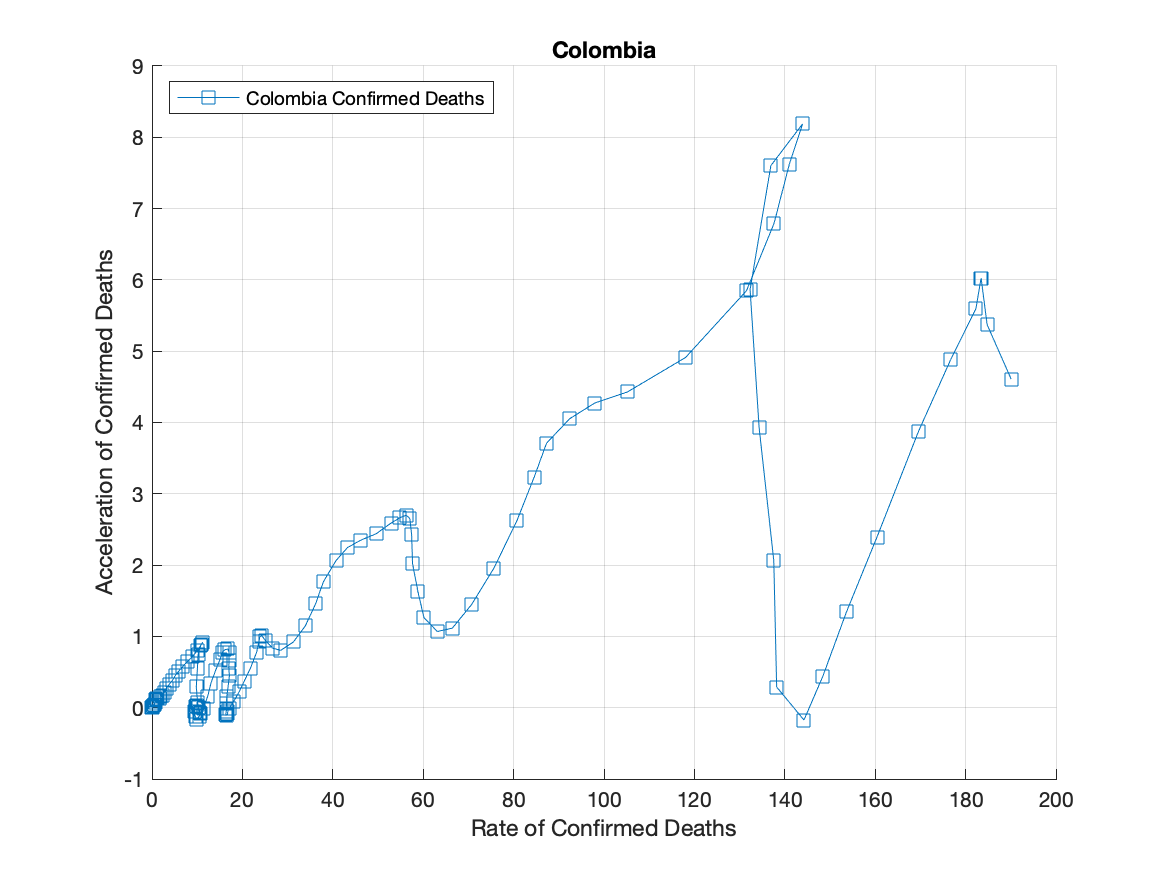 Colombia
Colombia Confirmed Deaths
9
8
7
6
5
4
3
2
1
0
-1
Acceleration of Confirmed Deaths
0 20 40 60 80 100 120 140 160 180 200
Rate of Confirmed Deaths